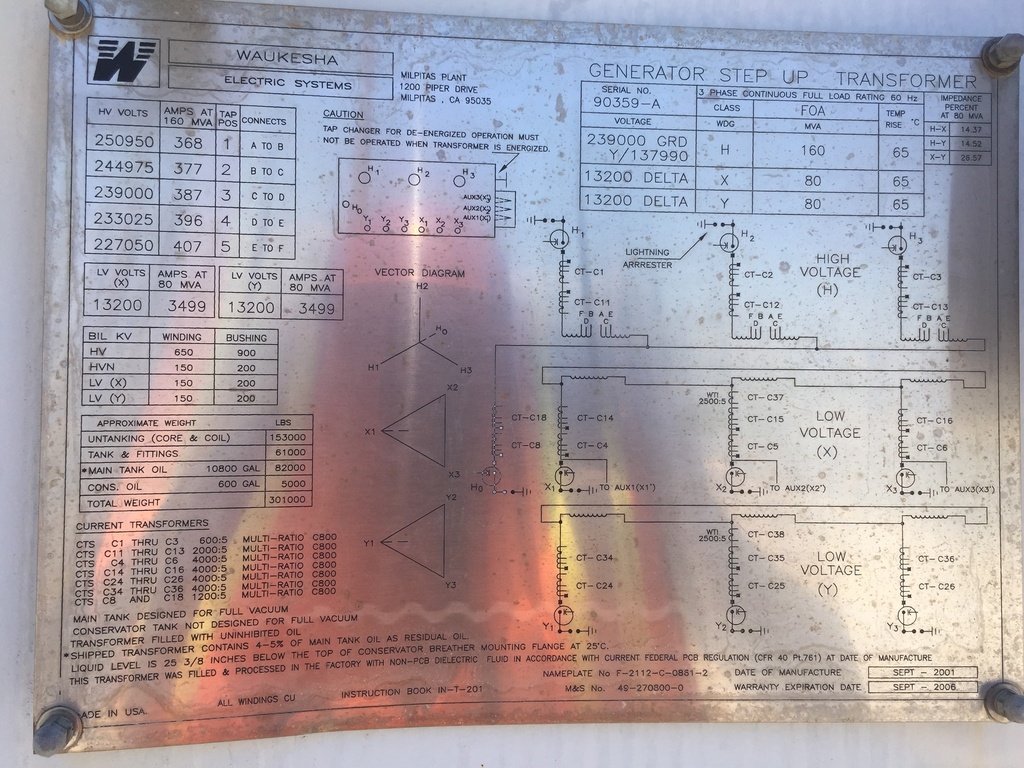 W
WAUKESHA
ELECTRIC SYSTEMS
MILPITAS PLANT
1200 PIPER DRIVE
MILPITAS , CA 95035
GENERATOR STEP UP TRANSFORMER
SERIAL NO.
90359-A
3 PHASE CONTINUOUS FULL LOAD RATING 60 Hz
IMPEDANCE PERCENT AT 80 MVA
VOLTAGE CLASS WDG FOA MVA TEMP RISE °C
239000 GRD Y/137990 H 160 65
13200 DELTA X 80 65
13200 DELTA Y 80 65
H-X 14.37
H-Y 14.52
X-Y 28.57
HV VOLTS AMPS AT 160 MVA TAP POS CONNECTS
250950 368 1 A TO B
244975 377 2 B TO C
239000 387 3 C TO D
233025 396 4 D TO E
227050 407 5 E TO F
CAUTION
TAP CHANGER FOR DE-ENERGIZED OPERATION MUST
NOT BE OPERATED WHEN TRANSFORMER IS ENERGIZED.
H1 H2 H3
H0
AUX3(X')
AUX2(X')
AUX1(X')
Y1 Y2 Y3 X1 X2 X3
LV VOLTS (X) AMPS AT 80 MVA LV VOLTS (Y) AMPS AT 80 MVA
13200 3499 13200 3499
BIL KV WINDING BUSHING
HV 650 900
HVN 150 200
LV (X) 150 200
LV (Y) 150 200
APPROXIMATE WEIGHT LBS
UNTANKING (CORE & COIL) 153000
TANK & FITTINGS 61000
*MAIN TANK OIL 10800 GAL 82000
CONS. OIL 600 GAL 5000
TOTAL WEIGHT 301000
VECTOR DIAGRAM
H2
H0
H1 H3
X2
X1
X3
Y2
Y1
Y3
LIGHTNING
ARRRESTER
H1 H2 H3
CT-C1 CT-C2 CT-C3
CT-C11 CT-C12 CT-C13
F B A E
D C
F B A E
D C
F B A E
D C
HIGH
VOLTAGE
(H)
WTI
2500:5
CT-C37
CT-C18 CT-C14 CT-C15 CT-C16
CT-C8 CT-C4 CT-C5 CT-C6
LOW
VOLTAGE
(X)
H0 X1 TO AUX1(X1') X2 TO AUX2(X2') X3 TO AUX3(X3')
WTI
2500:5
CT-C38
CT-C34 CT-C35 CT-C36
CT-C24 CT-C25 CT-C26
LOW
VOLTAGE
(Y)
Y1 Y2 Y3
CURRENT TRANSFORMERS
CTS C1 THRU C3 600:5 MULTI-RATIO C800
CTS C11 THRU C13 2000:5 MULTI-RATIO C800
CTS C4 THRU C6 4000:5 MULTI-RATIO C800
CTS C14 THRU C16 4000:5 MULTI-RATIO C800
CTS C24 THRU C26 4000:5 MULTI-RATIO C800
CTS C34 THRU C36 4000:5 MULTI-RATIO C800
CTS C8 AND C18 1200:5 MULTI-RATIO C800
MAIN TANK DESIGNED FOR FULL VACUUM
CONSERVATOR TANK NOT DESIGNED FOR FULL VACUUM
TRANSFORMER FILLED WITH UNINHIBITED OIL
*SHIPPED TRANSFORMER CONTAINS 4-5% OF MAIN TANK OIL AS RESIDUAL OIL.
LIQUID LEVEL IS 25 3/8 INCHES BELOW THE TOP OF CONSERVATOR BREATHER MOUNTING FLANGE AT 25°C.
THIS TRANSFORMER WAS FILLED & PROCESSED IN THE FACTORY WITH NON-PCB DIELECTRIC FLUID IN ACCORDANCE WITH CURRENT FEDERAL PCB REGULATION (CFR 40 Pt.761) AT DATE OF MANUFACTURE
NAMEPLATE No F-2112-C-0851-2 DATE OF MANUFACTURE SEPT - 2001
M&S No. 49-270800-0 WARRANTY EXPIRATION DATE SEPT - 2006
ADE IN USA. ALL WINDINGS CU INSTRUCTION BOOK IN-T-201